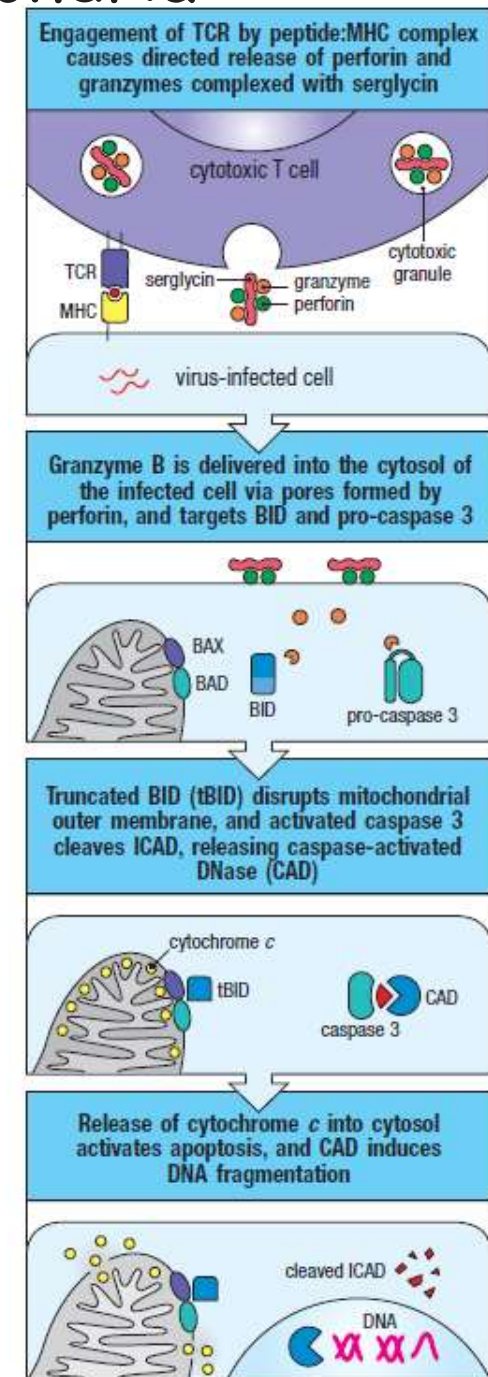 Engagement of TCR by peptide:MHC complex
causes directed release of perforin and
granzymes complexed with serglycin
cytotoxic T cell
cytotoxic
granule
TCR
MHC
serglycin
granzyme
perforin
virus-infected cell
Granzyme B is delivered into the cytosol of
the infected cell via pores formed by
perforin, and targets BID and pro-caspase 3
BAX
BAD
BID
pro-caspase 3
Truncated BID (tBID) disrupts mitochondrial
outer membrane, and activated caspase 3
cleaves ICAD, releasing caspase-activated
DNase (CAD)
cytochrome c
tBID
CAD
caspase 3
Release of cytochrome c into cytosol
activates apoptosis, and CAD induces
DNA fragmentation
cleaved ICAD
DNA